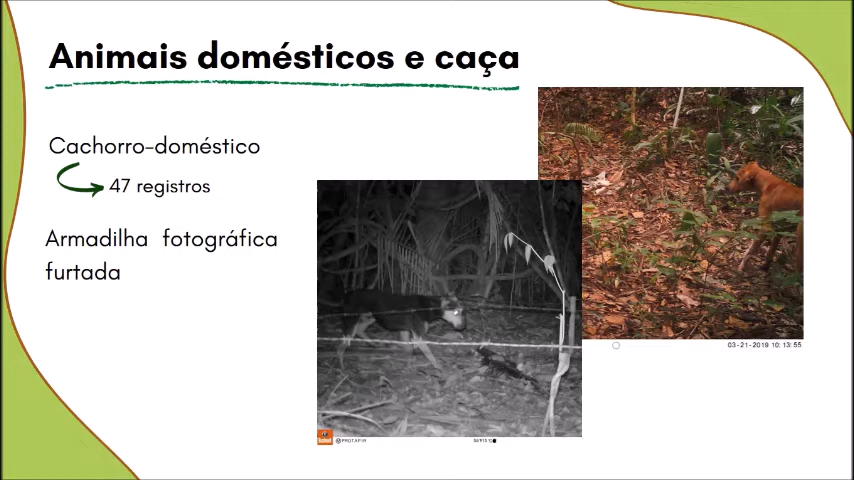 Animais domésticos e caça
Cachorro-doméstico
47 registros
Armadilha fotográfica
furtada
03-21-2019 10:13:55